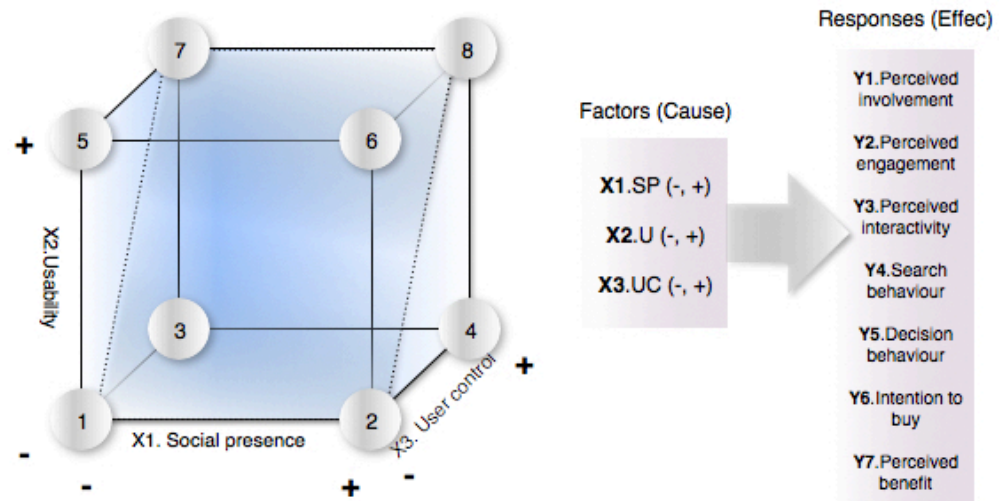 7
8
5
6
3
4
1
2
+
-
-
+
-
+
X2.Usability
X1. Social presence
X3. User control
Factors (Cause)
X1.SP (-, +)
X2.U (-, +)
X3.UC (-, +)
Responses (Effec)
Y1.Perceived
involvement
Y2.Perceived
engagement
Y3.Perceived
interactivity
Y4.Search
behaviour
Y5.Decision
behaviour
Y6.Intention to
buy
Y7.Perceived
benefit